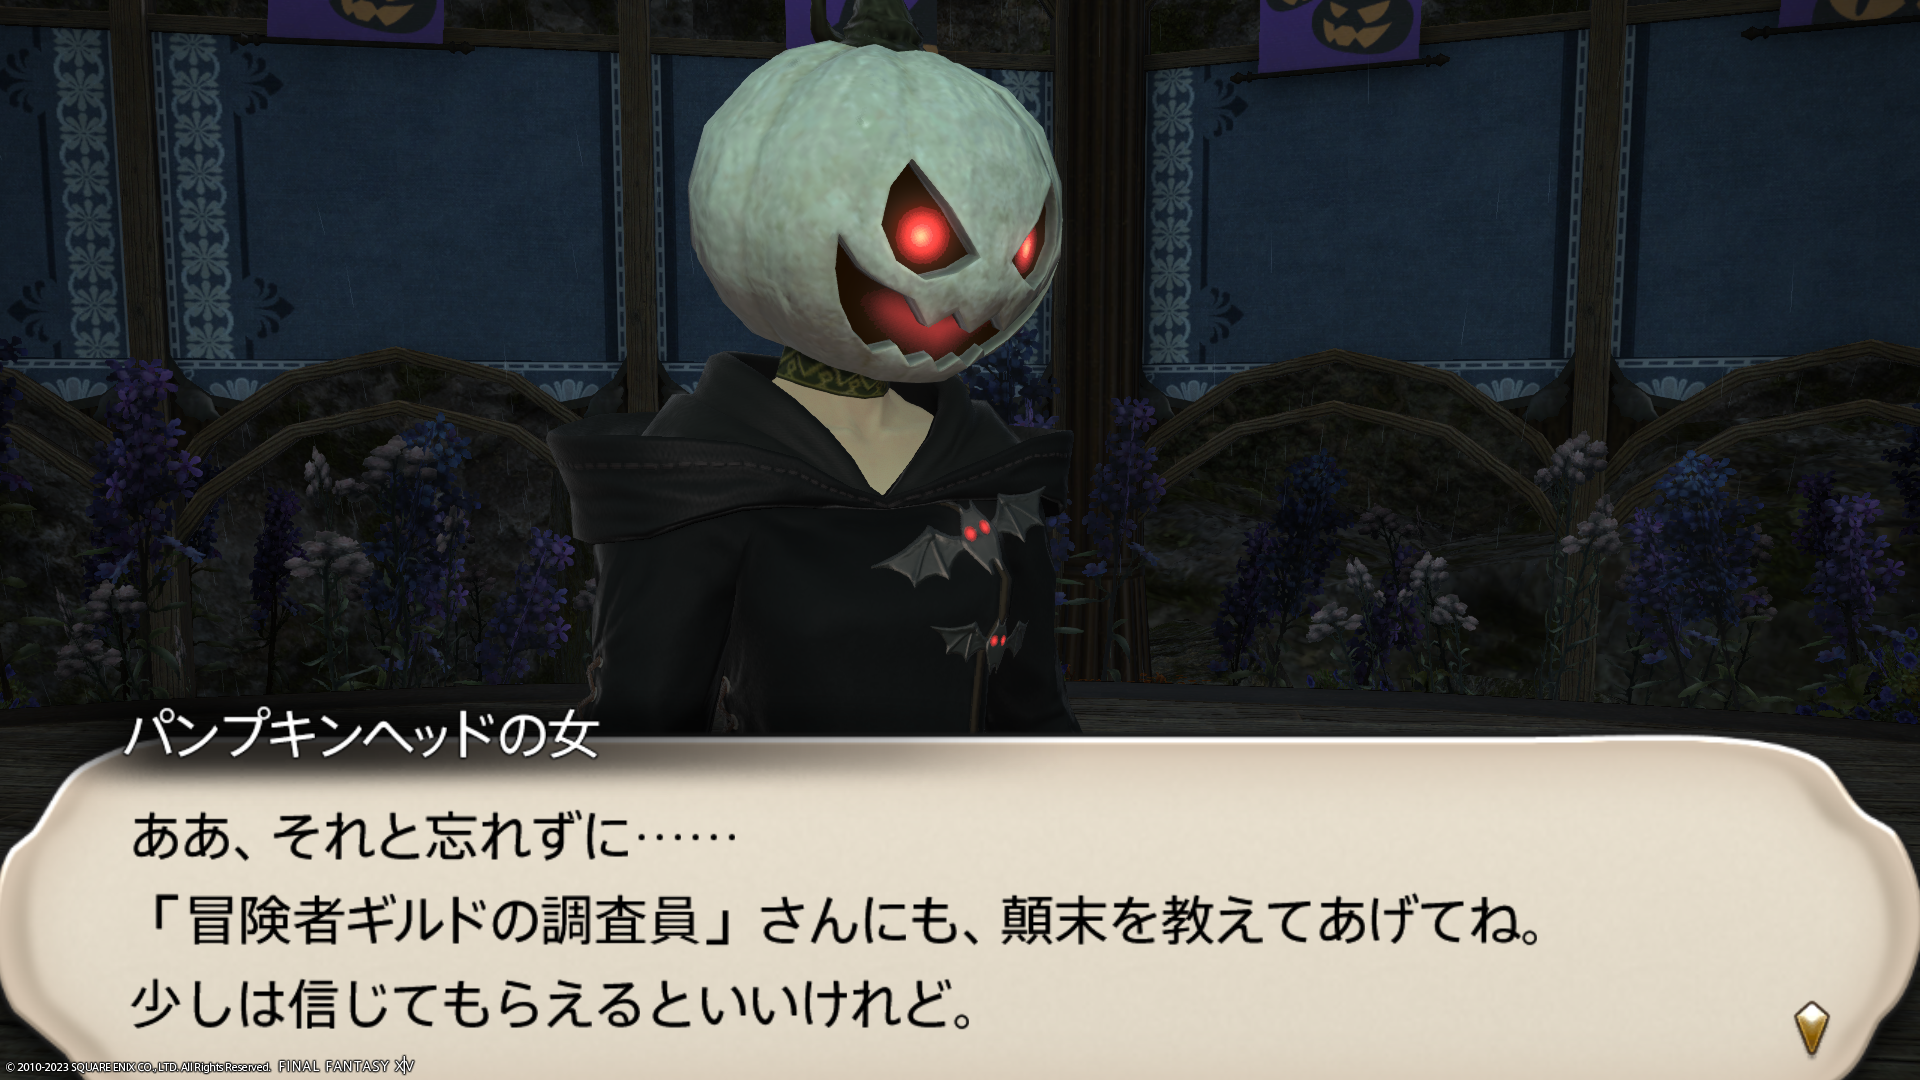 パンプキンヘッドの女
ああ、それと忘れずに……
「冒険者ギルドの調査員」さんにも、顛末を教えてあげてね。
少しは信じてもらえるといいけれど。
© 2010-2023 SQUARE ENIX CO., LTD. All Rights Reserved. FINAL FANTASY XIV